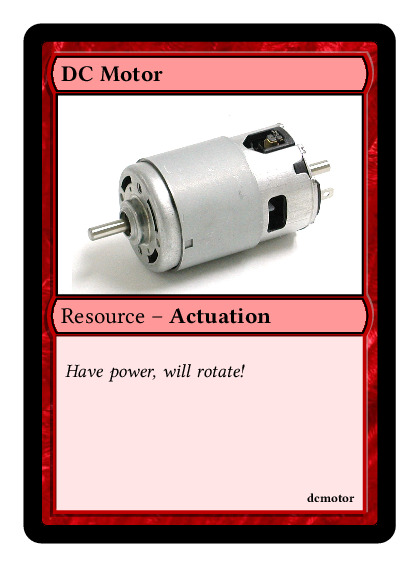 DC Motor
Resource – Actuation
Have power, will rotate!
dcmotor